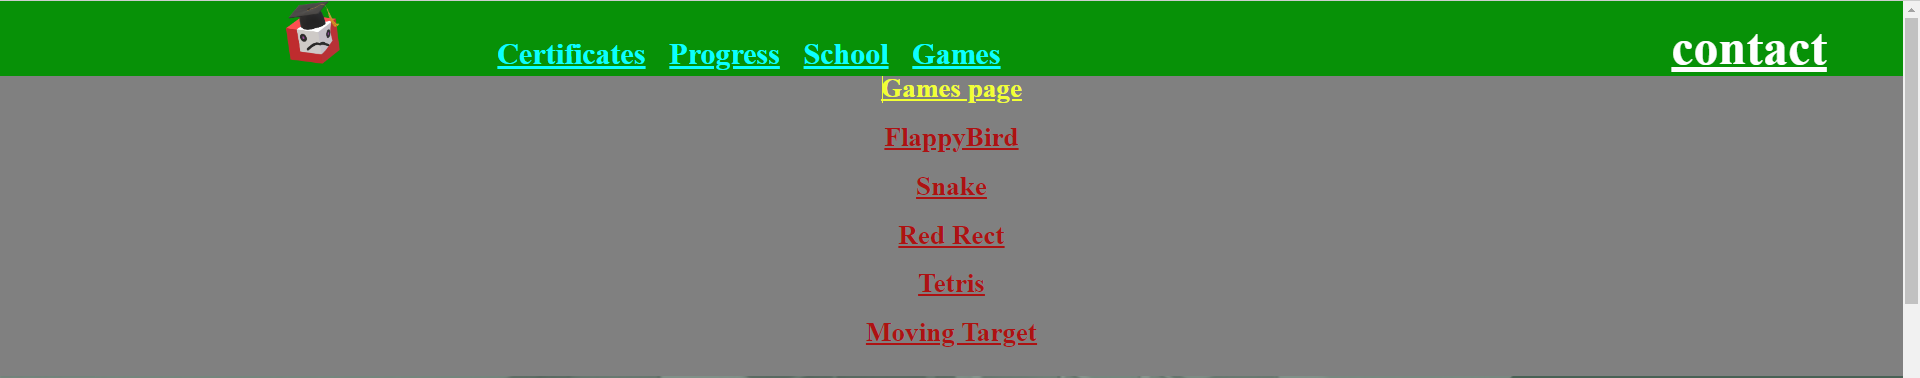 Certificates Progress School Games contact
Games page
FlappyBird
Snake
Red Rect
Tetris
Moving Target